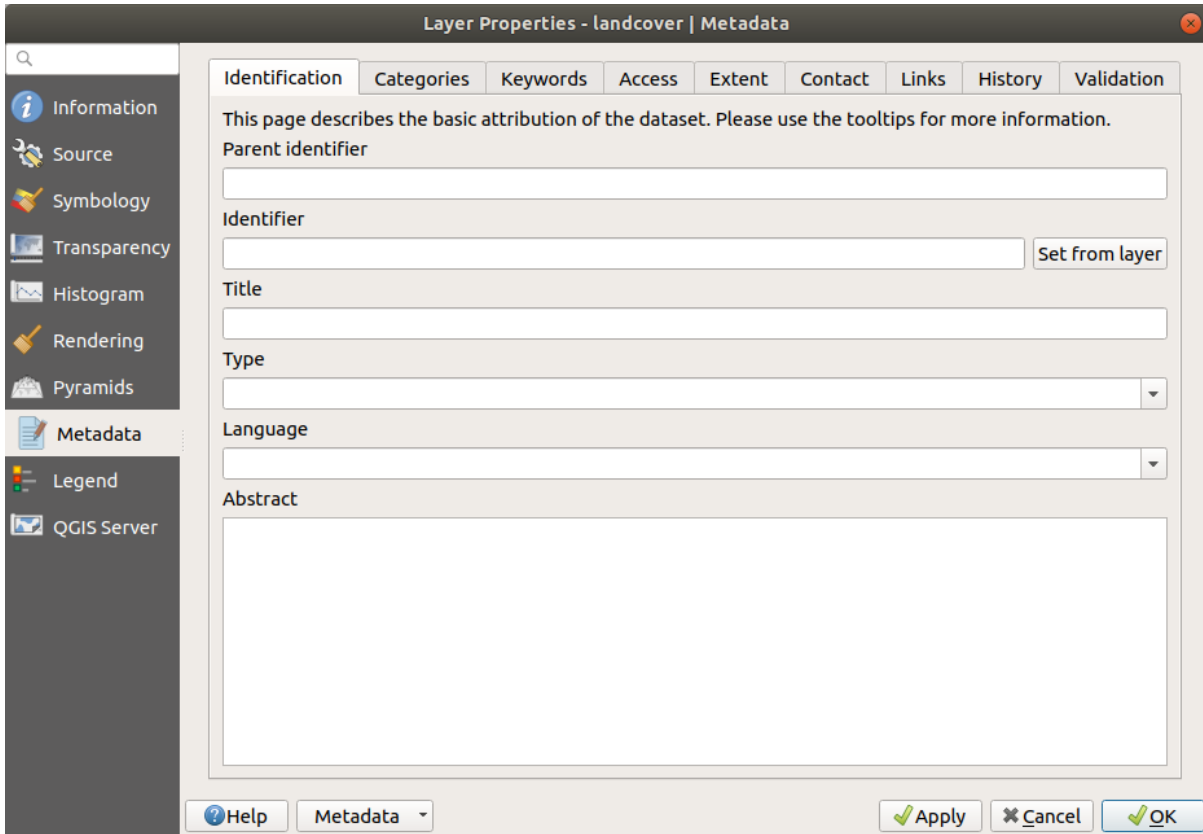 Layer Properties - landcover | Metadata
Information
Source
Symbology
Transparency
Histogram
Rendering
Pyramids
Metadata
Legend
QGIS Server
Identification Categories Keywords Access Extent Contact Links History Validation
This page describes the basic attribution of the dataset. Please use the tooltips for more information.
Parent identifier
Identifier
Set from layer
Title
Type
Language
Abstract
Help Metadata Apply Cancel OK